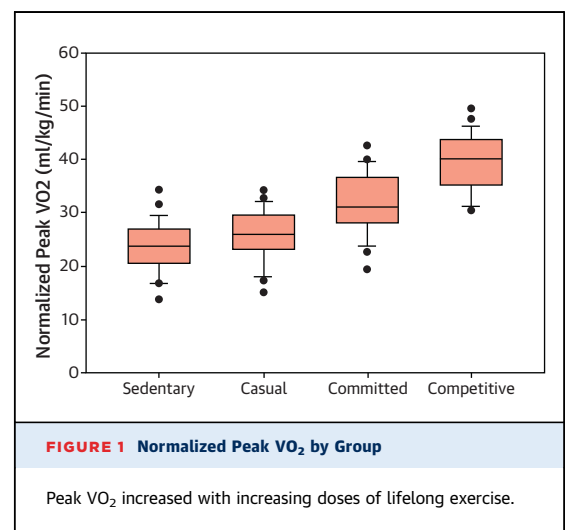 Normalized Peak VO2 (ml/kg/min)
60
50
40
30
20
10
0
Sedentary Casual Committed Competitive
FIGURE 1 Normalized Peak VO₂ by Group
Peak VO₂ increased with increasing doses of lifelong exercise.